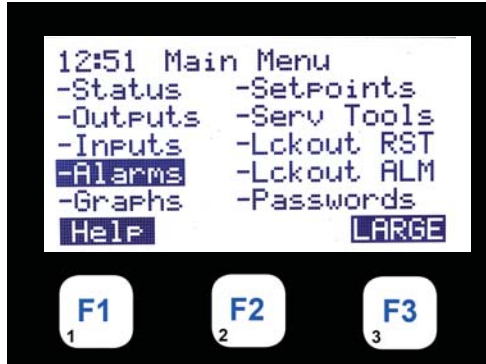 12:51 Main Menu
-Status -Setpoints
-Outputs -Serv Tools
-Inputs -Lckout RST
-Alarms -Lckout ALM
-Graphs -Passwords
Help LARGE
F1 F2 F3
1 2 3